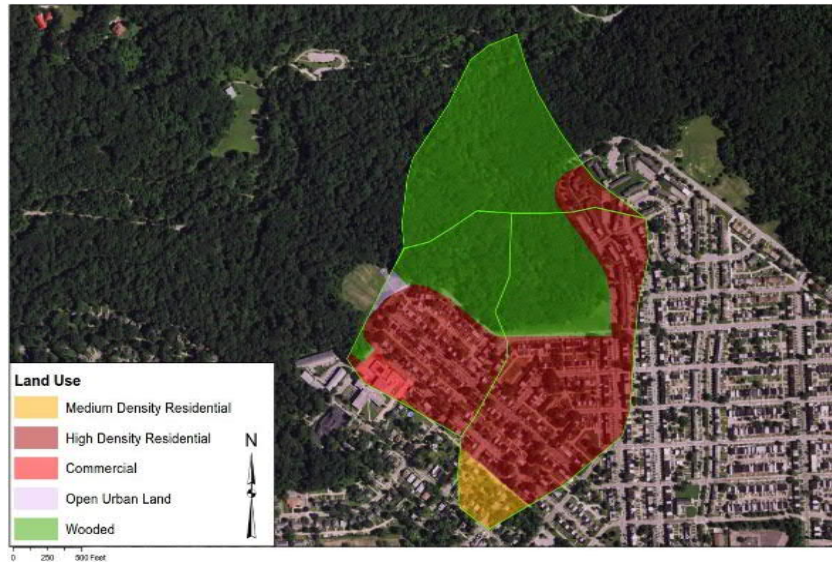 Land Use
Medium Density Residential
High Density Residential
Commercial
Open Urban Land
Wooded
N
0 250 500 Feet